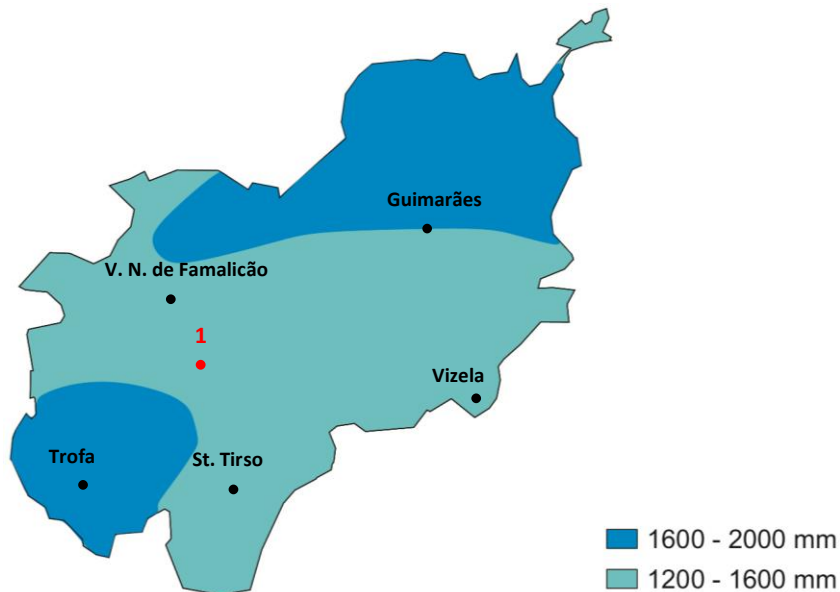 Guimarães
V. N. de Famalicão
1
Vizela
Trofa
St. Tirso
1600 - 2000 mm
1200 - 1600 mm